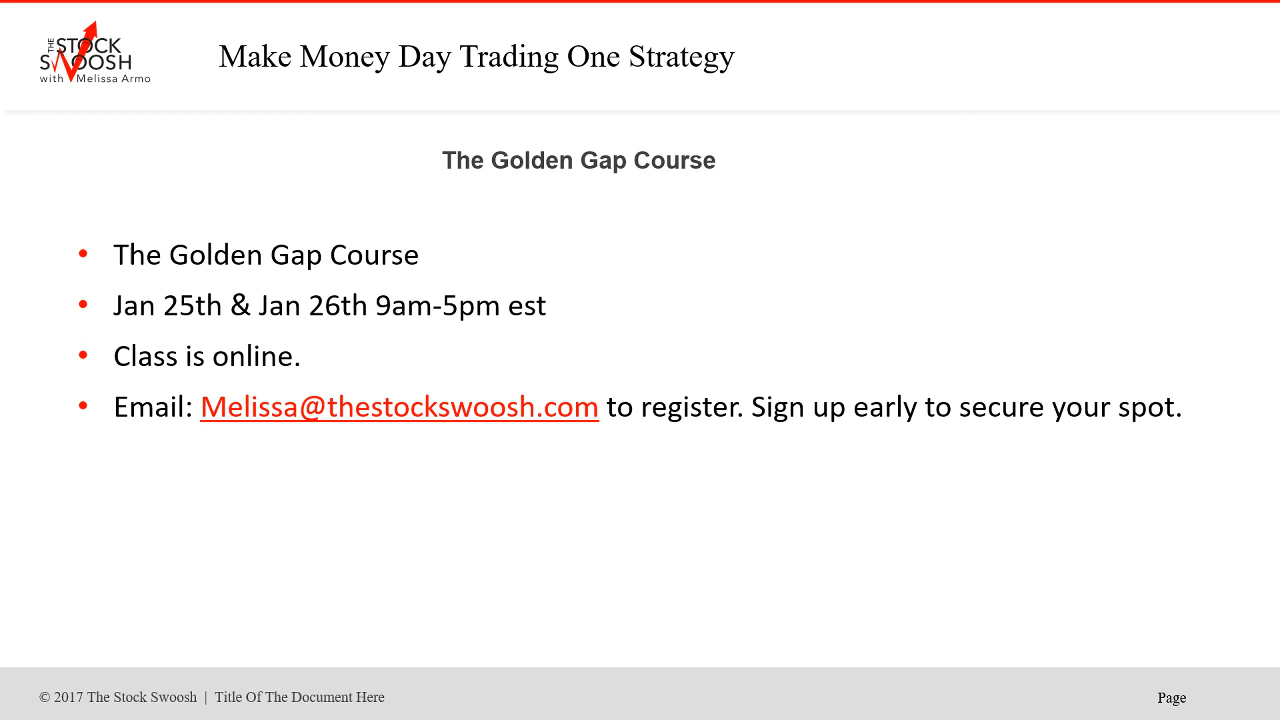 THE STOCK
SWOOSH
with Melissa Armo
Make Money Day Trading One Strategy
The Golden Gap Course
• The Golden Gap Course
• Jan 25th & Jan 26th 9am-5pm est
• Class is online.
• Email: Melissa@thestockswoosh.com to register. Sign up early to secure your spot.
© 2017 The Stock Swoosh | Title Of The Document Here
Page